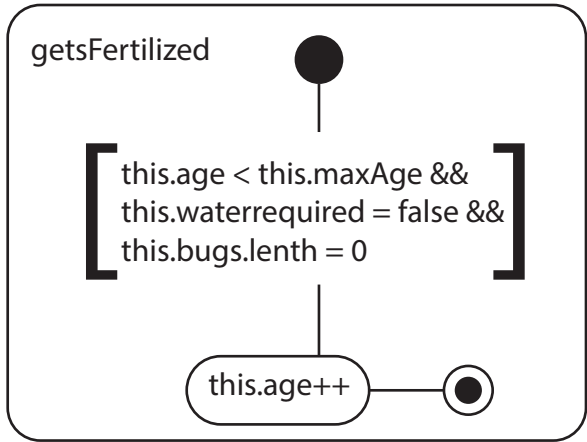 getsFertilized
this.age < this.maxAge &&
this.waterrequired = false &&
this.bugs.lenth = 0
this.age++